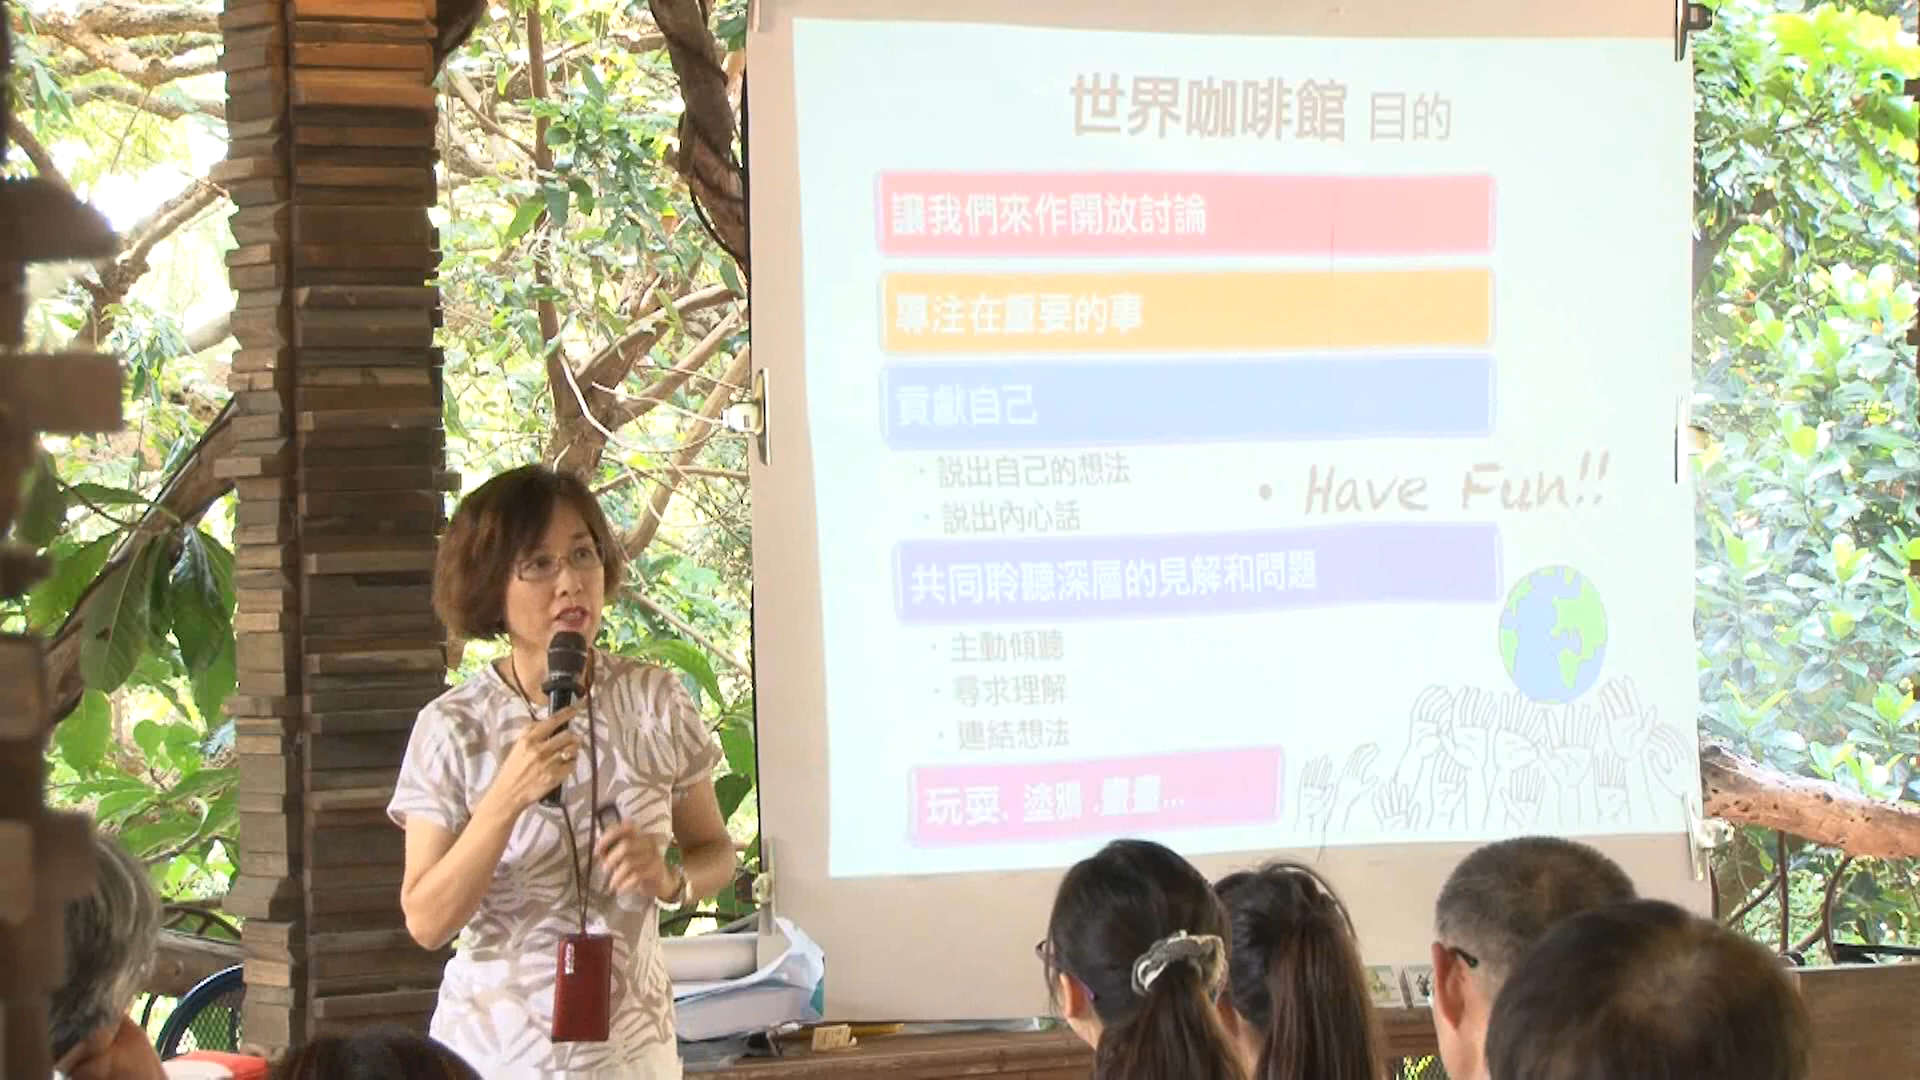 世界咖啡館 目的
讓我們來作開放討論
專注在重要的事
貢獻自己
· 說出自己的想法
· 說出內心話
• Have Fun!!
共同聆聽深層的見解和問題
· 主動傾聽
· 尋求理解
· 連結想法
玩耍. 塗鴉 .畫畫...